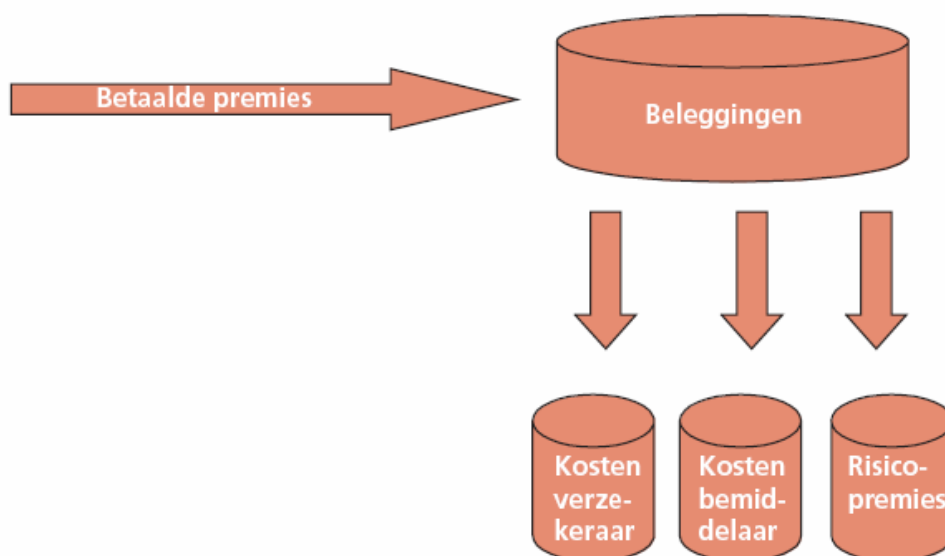 Betaalde premies
Beleggingen
Kosten
verze-
keraar
Kosten
bemid-
delaar
Risico-
premies